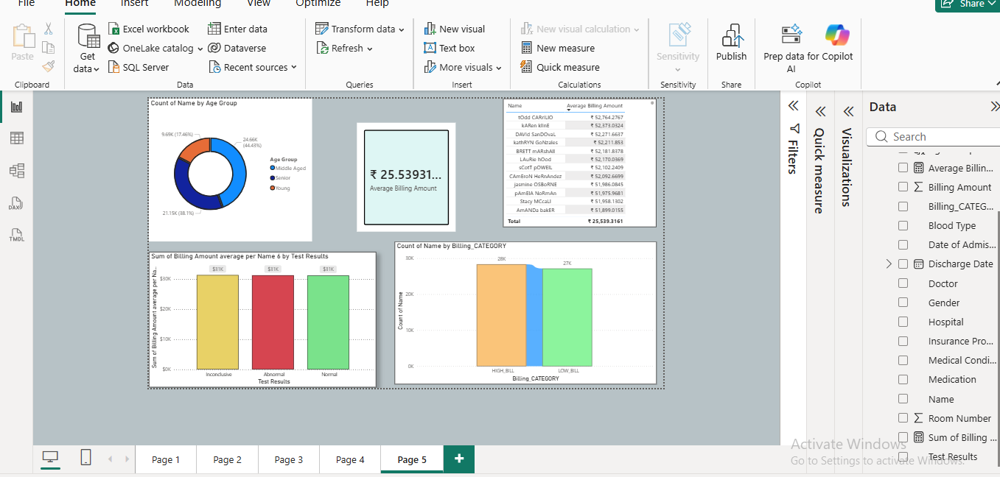 File Home Insert Modeling View Optimize Help Share
Paste
Clipboard
Get data
Excel workbook
OneLake catalog
SQL Server
Enter data
Dataverse
Recent sources
Data
Transform data
Refresh
Queries
New visual
Text box
More visuals
Insert
New visual calculation
New measure
Quick measure
Calculations
Sensitivity
Sensitivity
Publish
Share
Prep data for AI
Copilot
Copilot
DAX
TMDL
Count of Name by Age Group
9.69K (17.46%)
24.66K
(44.43%)
21.15K (38.1%)
Age Group
Middle Aged
Senior
Young
₹ 25.53931...
Average Billing Amount
Name Average Billing Amount
tOdd CARrILlO ₹ 52,764.2767
kARen klInE ₹ 52,373.0324
DAVId SanDOvaL ₹ 52,271.6637
kathRYN GoNzales ₹ 52,211.853
BRETT mARshAll ₹ 52,181.8378
LAuRie hOod ₹ 52,170.0369
sCoT pOWElL ₹ 52,102.2409
CAmEroN HeRnAndez ₹ 52,092.6699
jasmine OSBoRNE ₹ 51,986.0845
pAmElA NoRmAn ₹ 51,975.9681
Stacy MCcaLl ₹ 51,958.1302
AmANDa bakER ₹ 51,899.0155
Total ₹ 25,539.3161
Sum of Billing Amount average per Name 6 by Test Results
Sum of Billing Amount average per Na...
$30K
$20K
$10K
$0K
$31K $31K $31K
Inconclusive Abnormal Normal
Test Results
Count of Name by Billing_CATEGORY
Count of Name
30K
20K
10K
0K
28K 27K
HIGH_BILL LOW_BILL
Billing_CATEGORY
Filters
Quick measure
Visualizations
Data
Search
Average Billin...
Billing Amount
Billing_CATEG...
Blood Type
Date of Admis...
Discharge Date
Doctor
Gender
Hospital
Insurance Pro...
Medical Condi...
Medication
Name
Room Number
Sum of Billing ...
Test Results
Activate Windows
Go to Settings to activate Windows.
Page 1 Page 2 Page 3 Page 4 Page 5 +